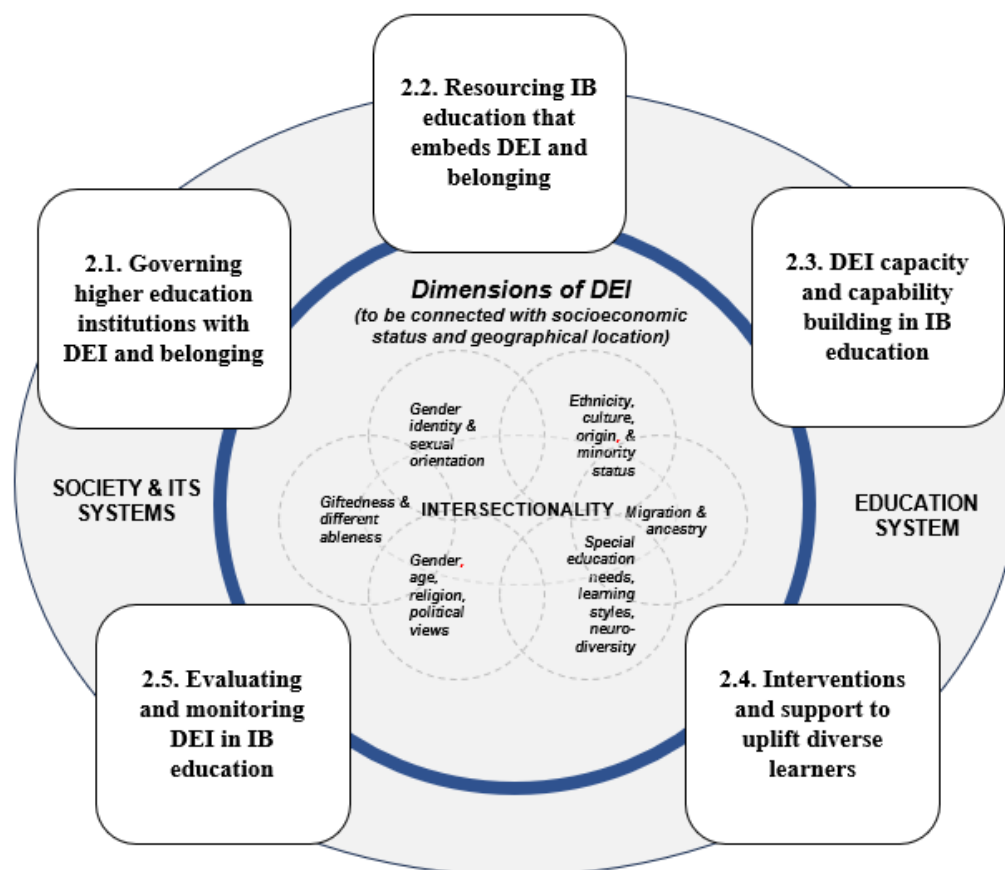 2.2. Resourcing IB
education that
embeds DEI and
belonging
2.1. Governing
higher education
institutions with
DEI and belonging
2.3. DEI capacity
and capability
building in IB
education
Dimensions of DEI
(to be connected with socioeconomic
status and geographical location)
Gender
identity &
sexual
orientation
Ethnicity,
culture,
origin, &
minority
status
SOCIETY & ITS
SYSTEMS
Giftedness &
different
ableness
INTERSECTIONALITY
Migration &
ancestry
EDUCATION
SYSTEM
Gender,
age,
religion,
political
views
Special
education
needs,
learning
styles,
neuro-
diversity
2.5. Evaluating
and monitoring
DEI in IB
education
2.4. Interventions
and support to
uplift diverse
learners